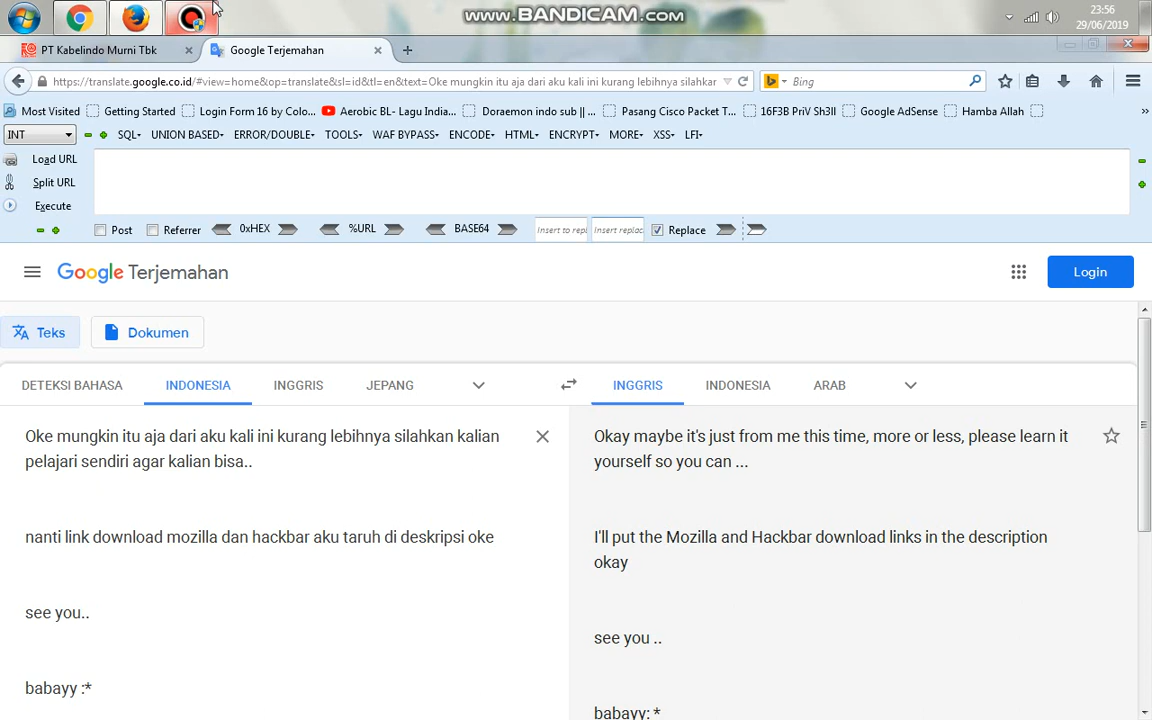 www.BANDICAM.com
23:56
29/06/2019
PT Kabelindo Murni Tbk
Google Terjemahan
https://translate.google.co.id/#view=home&op=translate&sl=id&tl=en&text=Oke mungkin itu aja dari aku kali ini kurang lebihnya silahkar
Bing
Most Visited
Getting Started
Login Form 16 by Colo...
Aerobic BL- Lagu India...
Doraemon indo sub || ...
Pasang Cisco Packet T...
16F3B PriV Sh3ll
Google AdSense
Hamba Allah
INT
SQL
UNION BASED
ERROR/DOUBLE
TOOLS
WAF BYPASS
ENCODE
HTML
ENCRYPT
MORE
XSS
LFI
Load URL
Split URL
Execute
Post
Referrer
0xHEX
%URL
BASE64
Insert to repl
Insert replac
Replace
Google Terjemahan
Login
Teks
Dokumen
DETEKSI BAHASA
INDONESIA
INGGRIS
JEPANG
INGGRIS
INDONESIA
ARAB
Oke mungkin itu aja dari aku kali ini kurang lebihnya silahkan kalian
pelajari sendiri agar kalian bisa..
nanti link download mozilla dan hackbar aku taruh di deskripsi oke
see you..
babayy :*
Okay maybe it's just from me this time, more or less, please learn it
yourself so you can ...
I'll put the Mozilla and Hackbar download links in the description
okay
see you ..
babayy: *